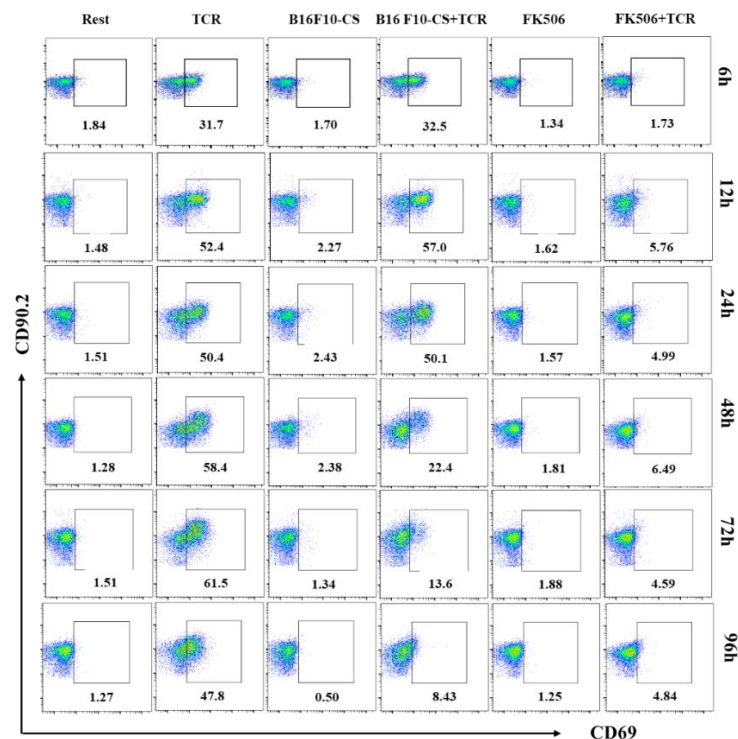 Rest TCR B16F10-CS B16 F10-CS+TCR FK506 FK506+TCR
6h
1.84 31.7 1.70 32.5 1.34 1.73
12h
1.48 52.4 2.27 57.0 1.62 5.76
24h
1.51 50.4 2.43 50.1 1.57 4.99
CD90.2
48h
1.28 58.4 2.38 22.4 1.81 6.49
72h
1.51 61.5 1.34 13.6 1.88 4.59
96h
1.27 47.8 0.50 8.43 1.25 4.84
CD69